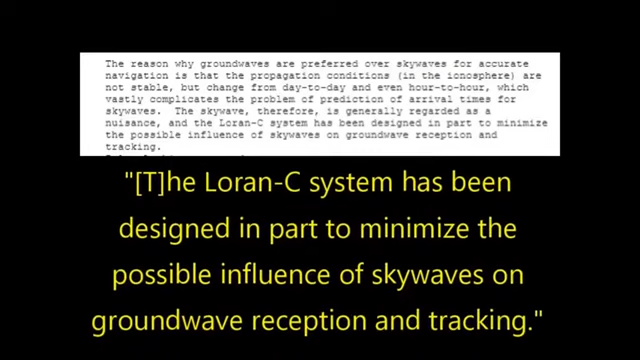 The reason why groundwaves are preferred over skywaves for accurate
navigation is that the propagation conditions (in the ionosphere) are
not stable, but change from day-to-day and even hour-to-hour, which
vastly complicates the problem of prediction of arrival times for
skywaves. The skywave, therefore, is generally regarded as a
nuisance, and the Loran-C system has been designed in part to minimize
the possible influence of skywaves on groundwave reception and
tracking.
"[T]he Loran-C system has been
designed in part to minimize the
possible influence of skywaves on
groundwave reception and tracking."